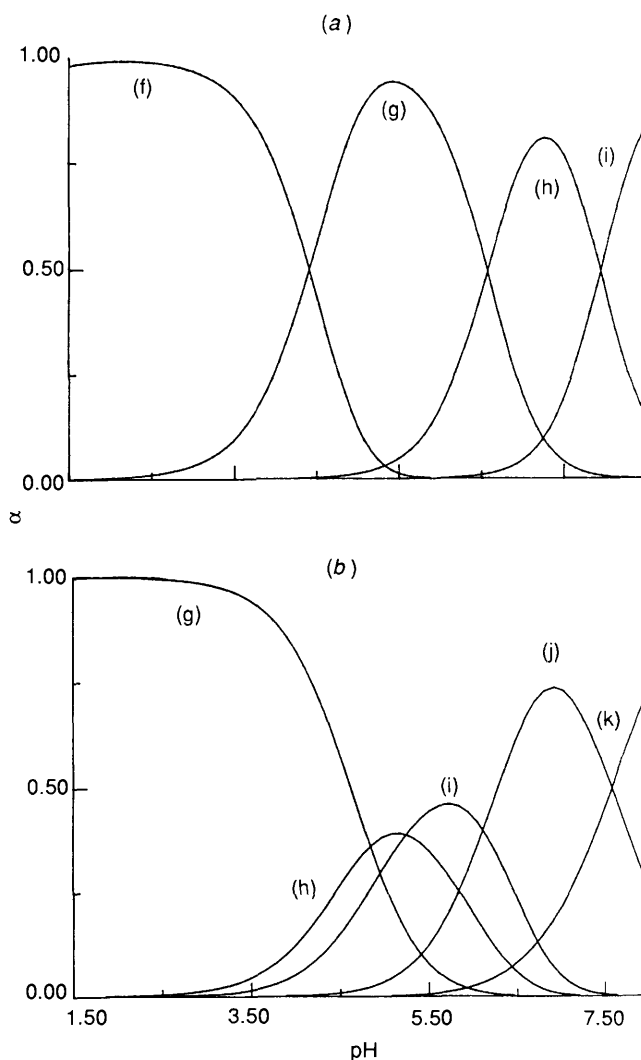 (a)
1.00
(f)
(g)
(i)
(h)
0.50
0.00
α
(b)
1.00
(g)
(j)
(k)
0.50
(i)
(h)
0.00
1.50 3.50 5.50 7.50
pH